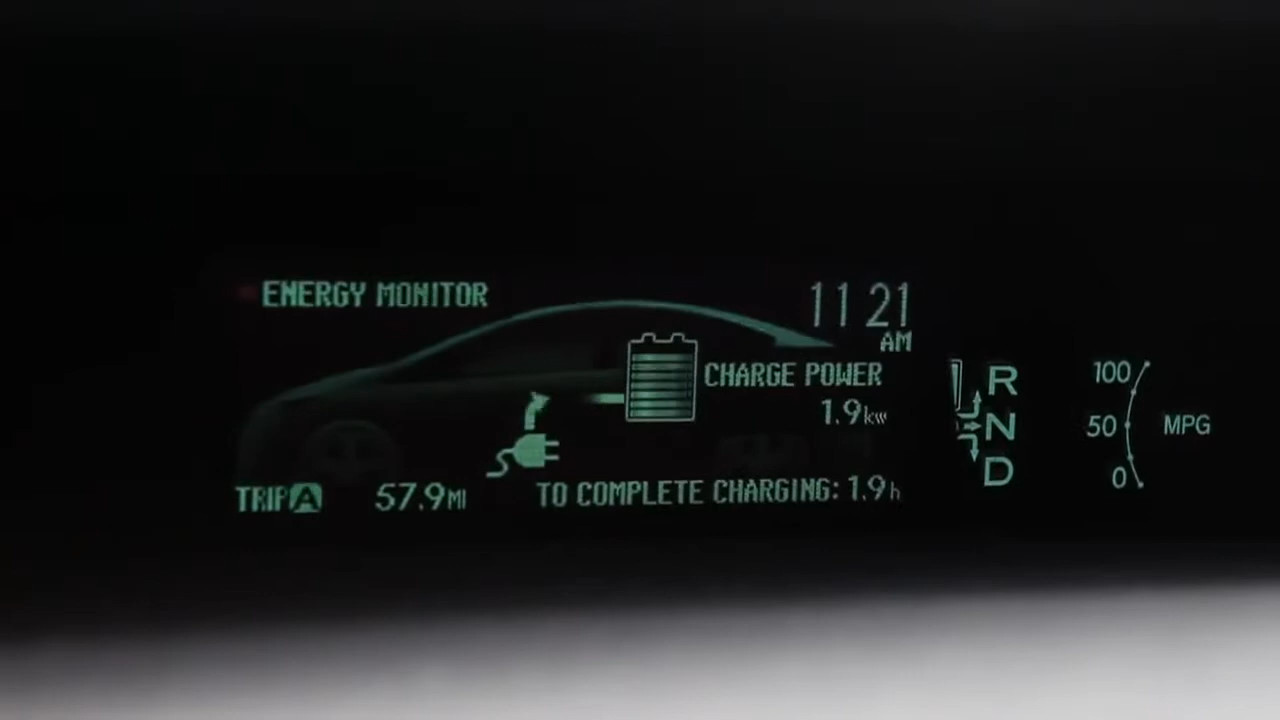 ENERGY MONITOR
11 21
AM
CHARGE POWER
1.9kw
TRIP A 57.9MI
TO COMPLETE CHARGING: 1.9h
R
N
D
100
50
0
MPG